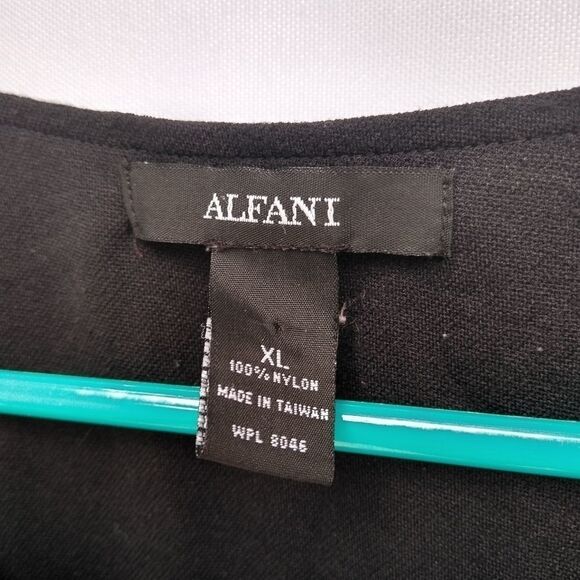 ALFANI
XL
100% NYLON
MADE IN TAIWAN
WPL 8046